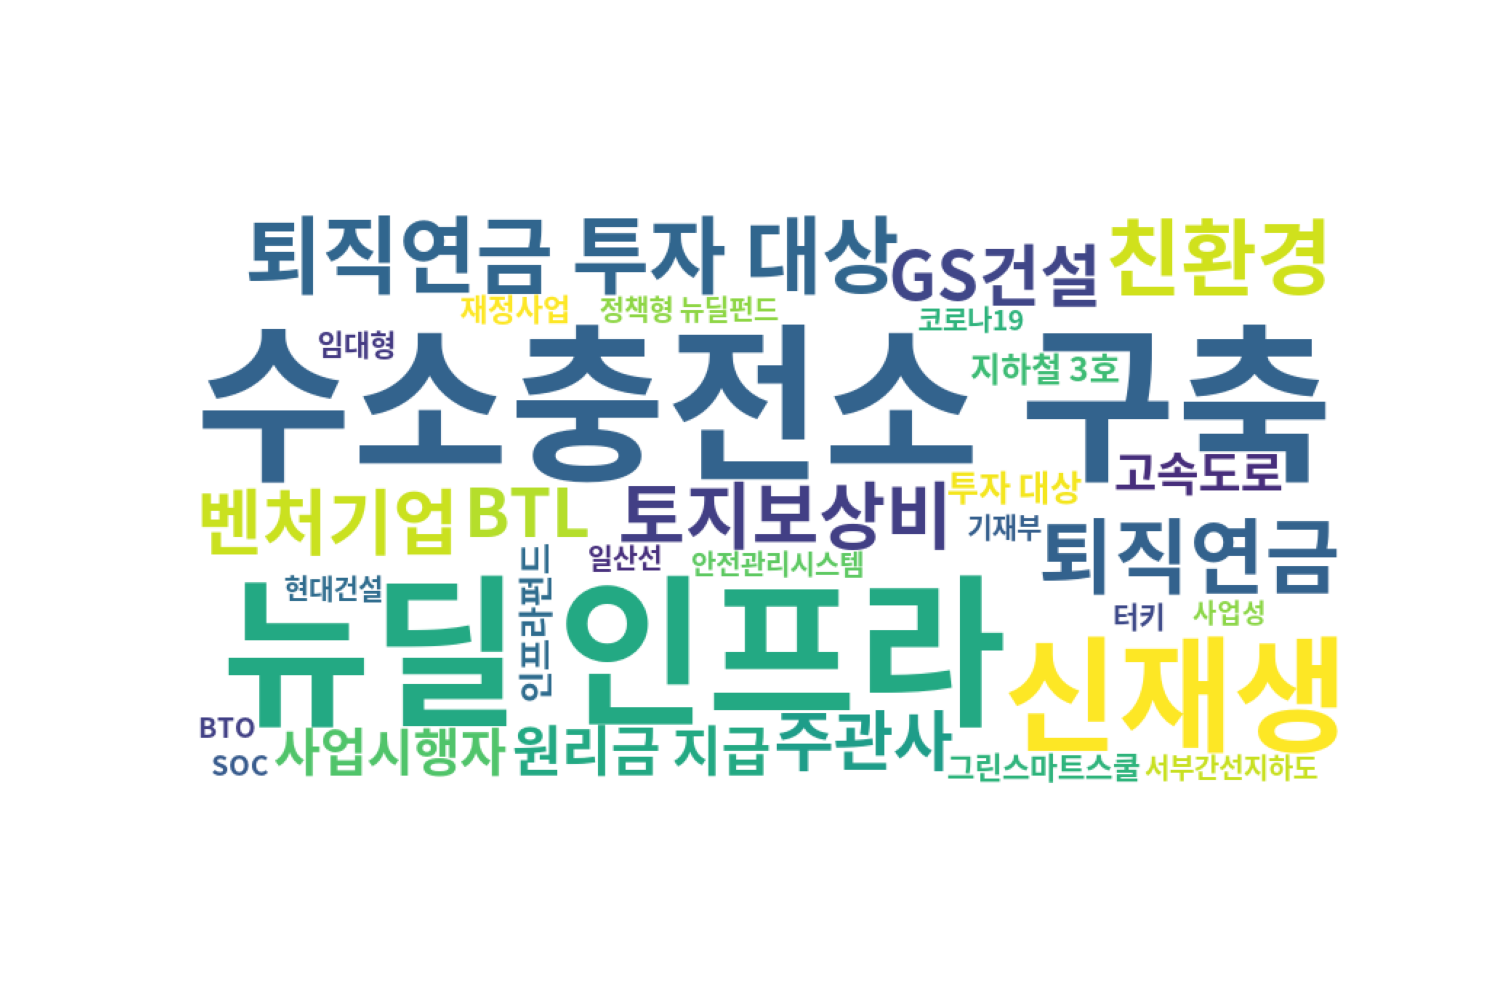 퇴직연금 투자 대상
GS건설
친환경
재정사업
정책형 뉴딜펀드
코로나19
임대형
지하철 3호
수소충전소 구축
고속도로
벤처기업
BTL
토지보상비
투자 대상
기재부
퇴직연금
일산선
안전관리시스템
현대건설
인프라펀드
터키
사업성
뉴딜
인프라
신재생
BTO
SOC
사업시행자
원리금 지급
주관사
그린스마트스쿨
서부간선지하도